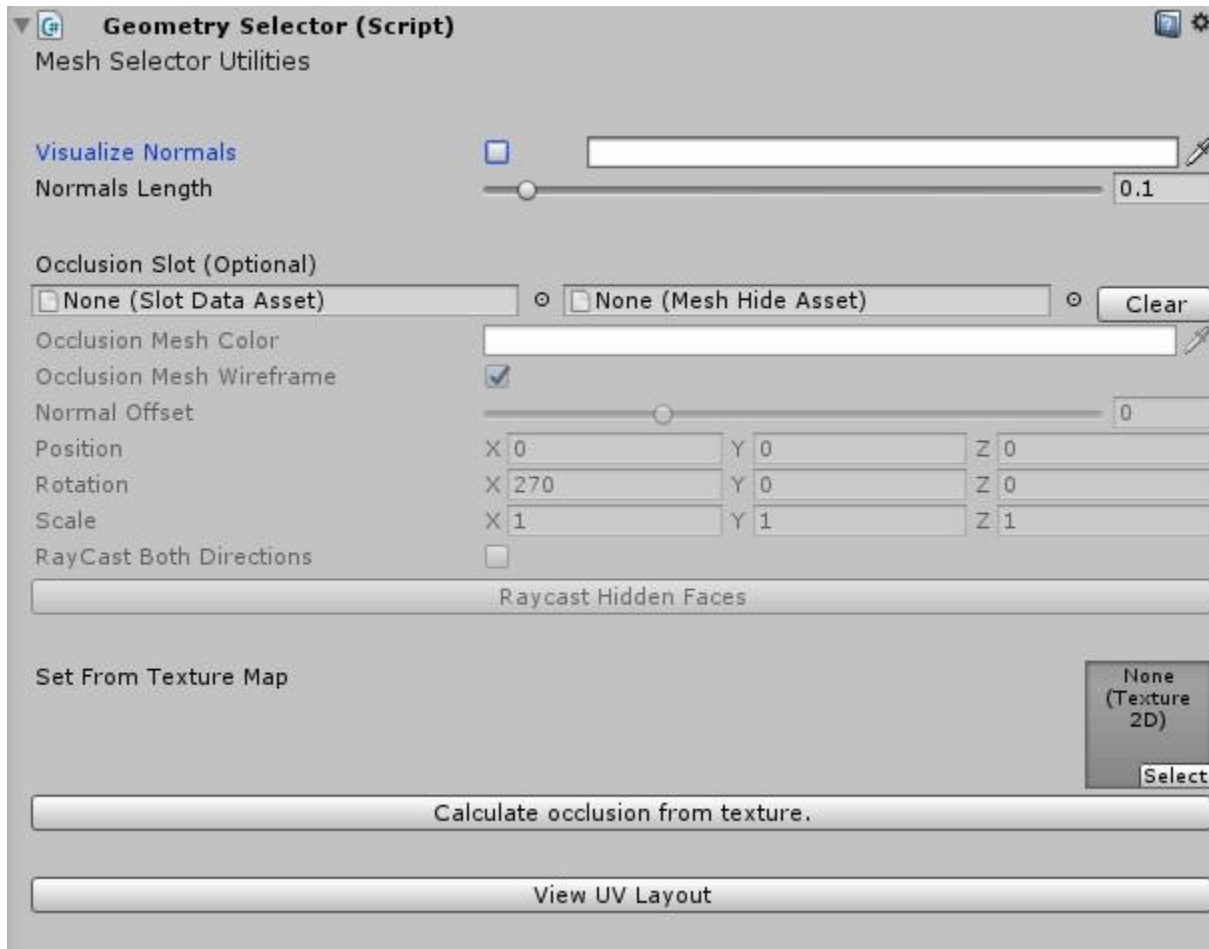 Geometry Selector (Script)
Mesh Selector Utilities
Visualize Normals
Normals Length 0.1
Occlusion Slot (Optional)
None (Slot Data Asset) None (Mesh Hide Asset) Clear
Occlusion Mesh Color
Occlusion Mesh Wireframe
Normal Offset 0
Position X 0 Y 0 Z 0
Rotation X 270 Y 0 Z 0
Scale X 1 Y 1 Z 1
RayCast Both Directions
Raycast Hidden Faces
Set From Texture Map
None
(Texture
2D)
Select
Calculate occlusion from texture.
View UV Layout